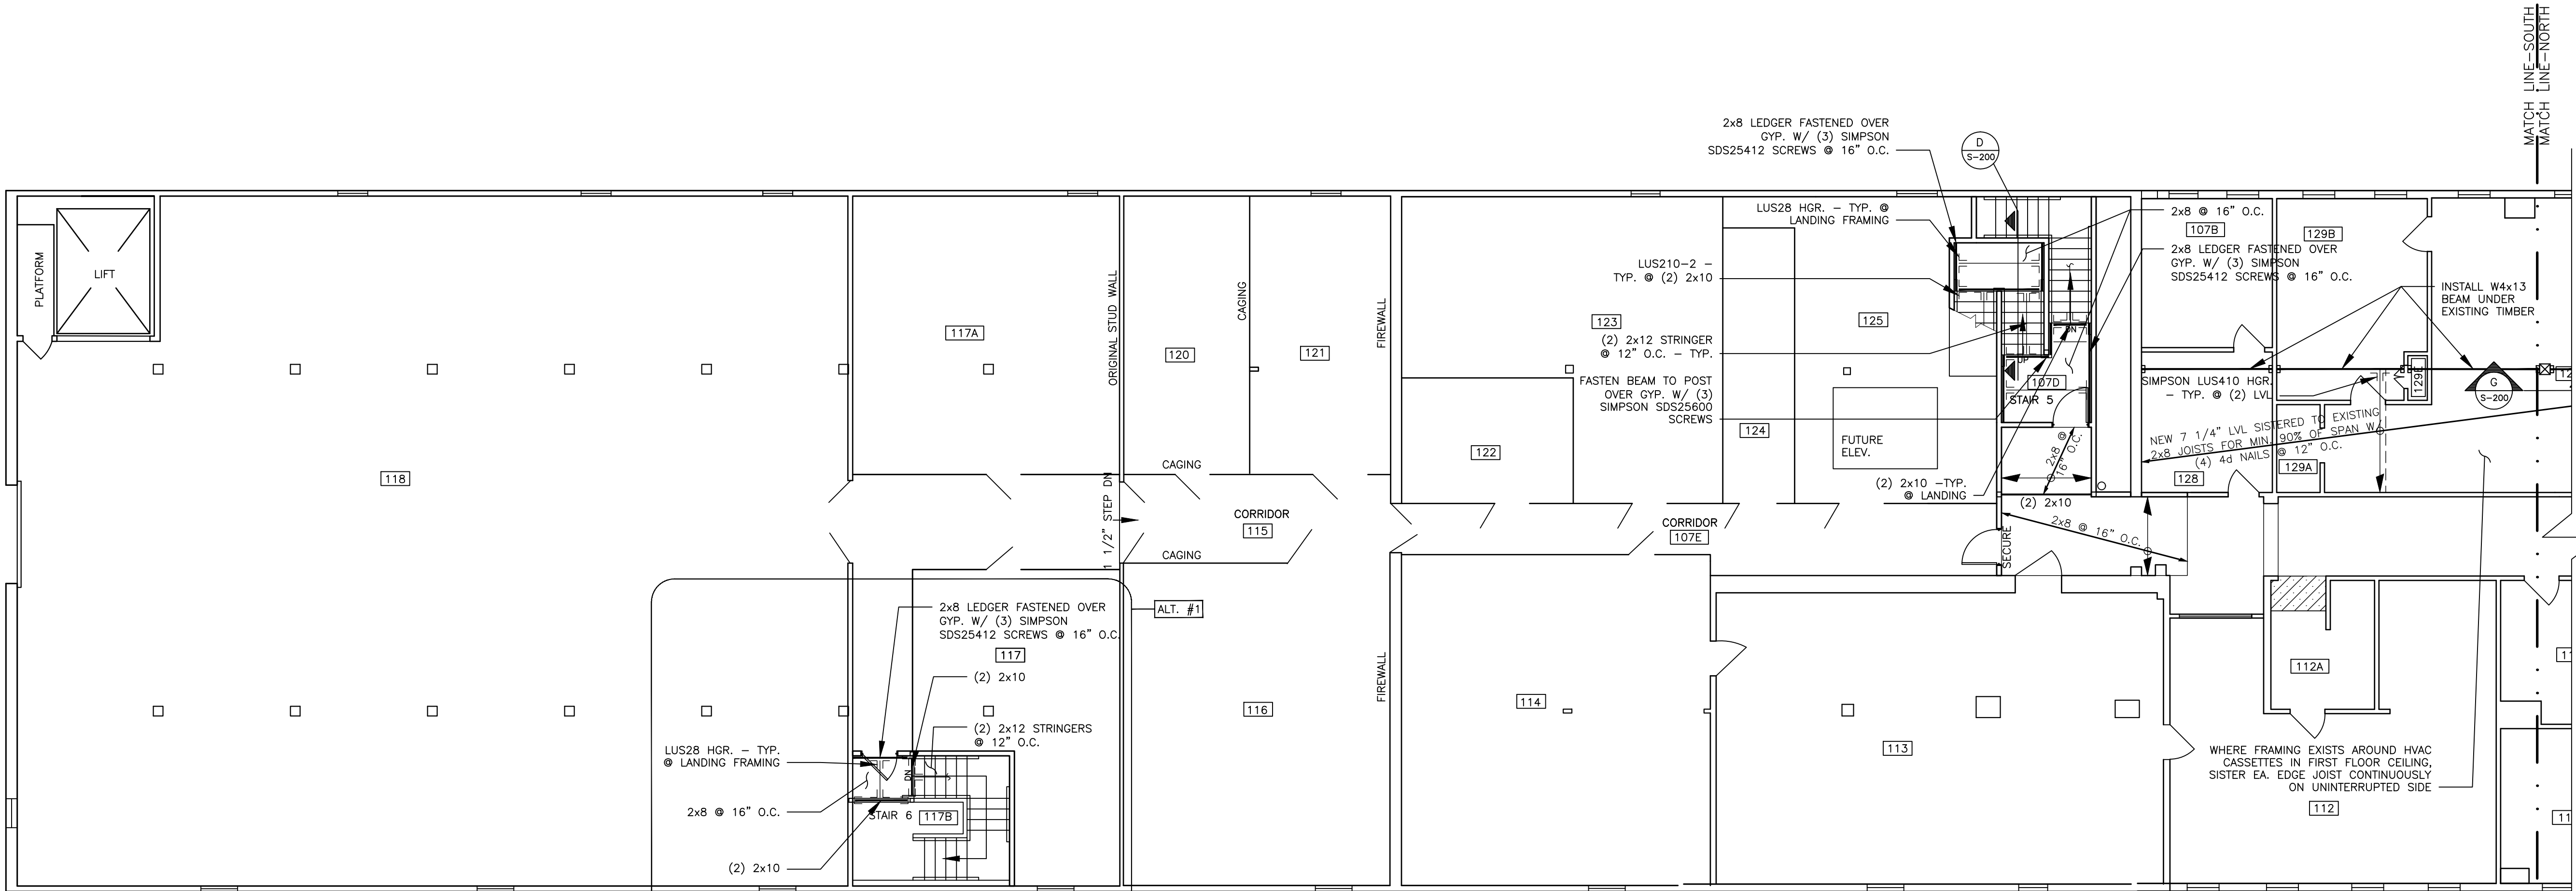 MATCH LINE-SOUTH
MATCH LINE-NORTH
2x8 LEDGER FASTENED OVER
GYP. W/ (3) SIMPSON
SDS25412 SCREWS @ 16" O.C.
D
S-200
PLATFORM
LIFT
118
117A
ORIGINAL STUD WALL
1 1/2" STEP DN
120
CAGING
121
CAGING
FIREWALL
CORRIDOR
115
CAGING
LUS28 HGR. - TYP. @
LANDING FRAMING
LUS210-2 -
TYP. @ (2) 2x10
123
(2) 2x12 STRINGER
@ 12" O.C. - TYP.
FASTEN BEAM TO POST
OVER GYP. W/ (3)
SIMPSON SDS25600
SCREWS
122
124
125
FUTURE
ELEV.
(2) 2x10 -TYP.
@ LANDING
CORRIDOR
107E
DN
UP
107D
STAIR 5
2x8 @
16" O.C.
(2) 2x10
2x8 @ 16" O.C.
SECURE
2x8 @ 16" O.C.
107B
2x8 LEDGER FASTENED OVER
GYP. W/ (3) SIMPSON
SDS25412 SCREWS @ 16" O.C.
129B
INSTALL W4x13
BEAM UNDER
EXISTING TIMBER
129E
G
S-200
12
SIMPSON LUS410 HGR.
- TYP. @ (2) LVL
NEW 7 1/4" LVL SISTERED TO EXISTING
2x8 JOISTS FOR MIN. 90% OF SPAN W/
(4) 4d NAILS @ 12" O.C.
128
129A
ALT. #1
2x8 LEDGER FASTENED OVER
GYP. W/ (3) SIMPSON
SDS25412 SCREWS @ 16" O.C.
117
(2) 2x10
(2) 2x12 STRINGERS
@ 12" O.C.
LUS28 HGR. - TYP.
@ LANDING FRAMING
DN
2x8 @ 16" O.C.
STAIR 6
117B
(2) 2x10
116
FIREWALL
114
113
112A
11
WHERE FRAMING EXISTS AROUND HVAC
CASSETTES IN FIRST FLOOR CEILING,
SISTER EA. EDGE JOIST CONTINUOUSLY
ON UNINTERRUPTED SIDE
112
11